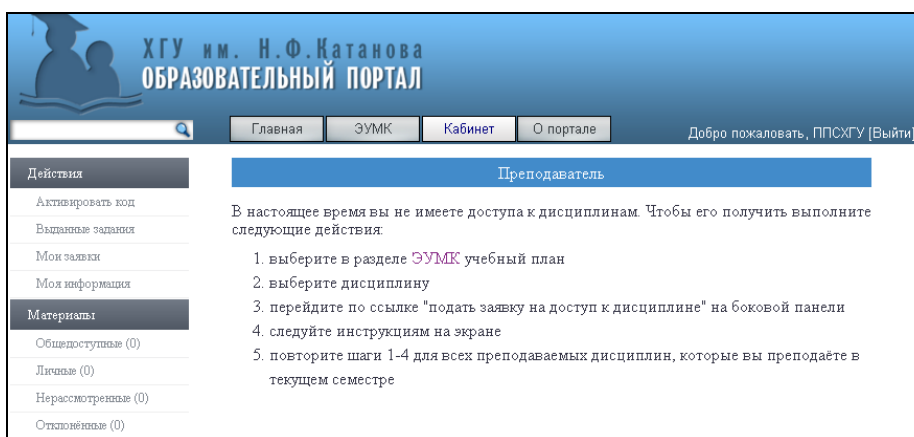 ХГУ им. Н.Ф.Катанова
ОБРАЗОВАТЕЛЬНЫЙ ПОРТАЛ
Главная
ЭУМК
Кабинет
О портале
Добро пожаловать, ППСХГУ [Выйти]
Действия
Активировать код
Выданные задания
Мои заявки
Моя информация
Материалы
Общедоступные (0)
Личные (0)
Нерассмотренные (0)
Отклонённые (0)
Преподаватель
В настоящее время вы не имеете доступа к дисциплинам. Чтобы его получить выполните
следующие действия:
1. выберите в разделе ЭУМК учебный план
2. выберите дисциплину
3. перейдите по ссылке "подать заявку на доступ к дисциплине" на боковой панели
4. следуйте инструкциям на экране
5. повторите шаги 1-4 для всех преподаваемых дисциплин, которые вы преподаёте в
текущем семестре